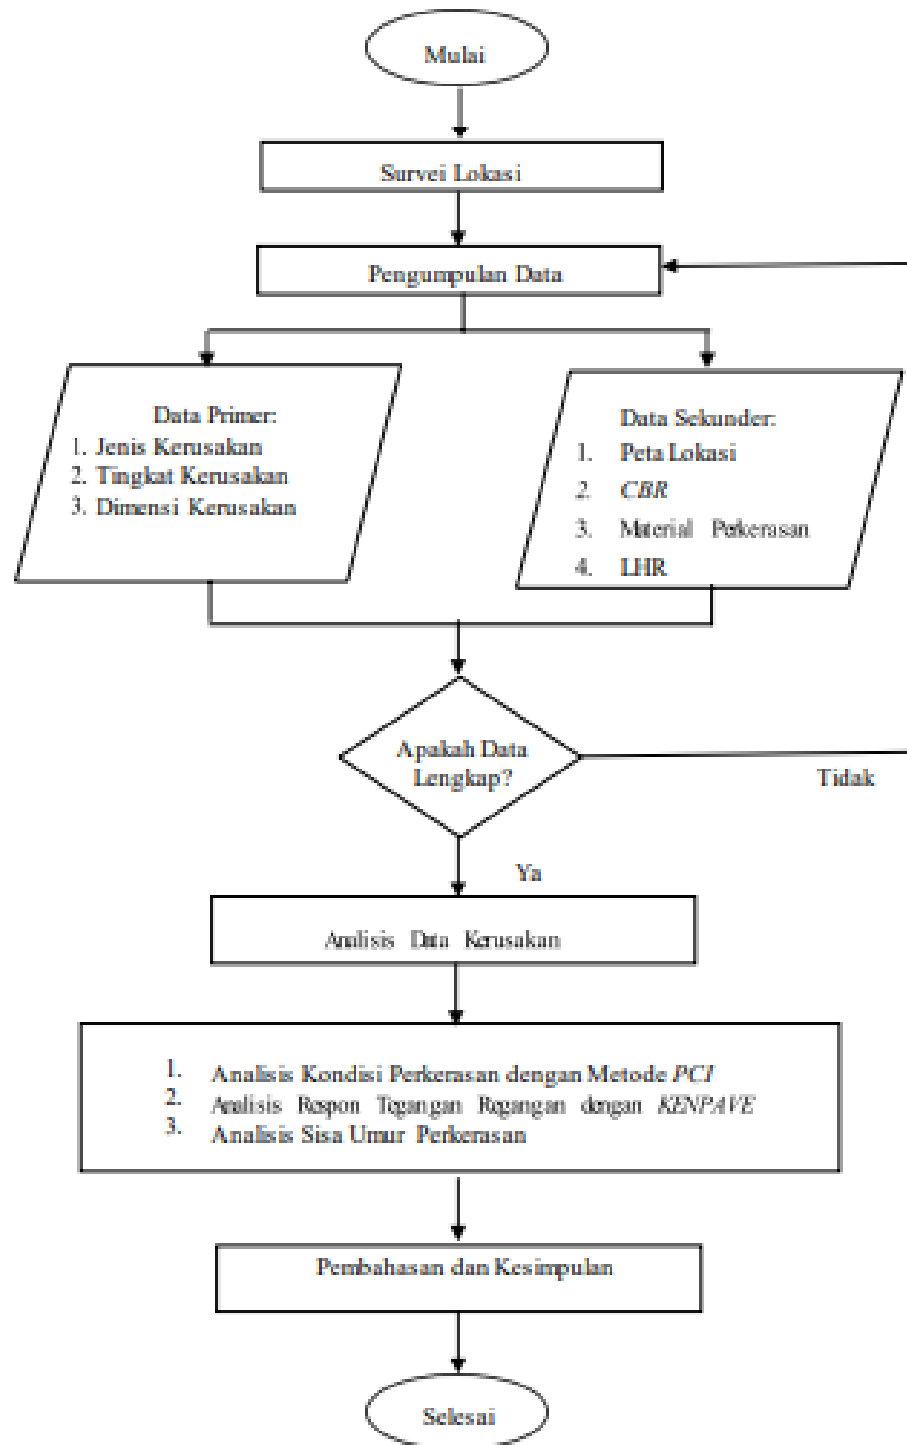 Mulai
Survei Lokasi
Pengumpulan Data
Data Primer:
1. Jenis Kerusakan
2. Tingkat Kerusakan
3. Dimensi Kerusakan
Data Sekunder:
1. Peta Lokasi
2. CBR
3. Material Perkerasan
4. LHR
Apakah Data
Lengkap?
Tidak
Ya
Analisis Data Kerusakan
1. Analisis Kondisi Perkerasan dengan Metode PCI
2. Analisis Respon Tegangan Regangan dengan KENPAVE
3. Analisis Sisa Umur Perkerasan
Pembahasan dan Kesimpulan
Selesai